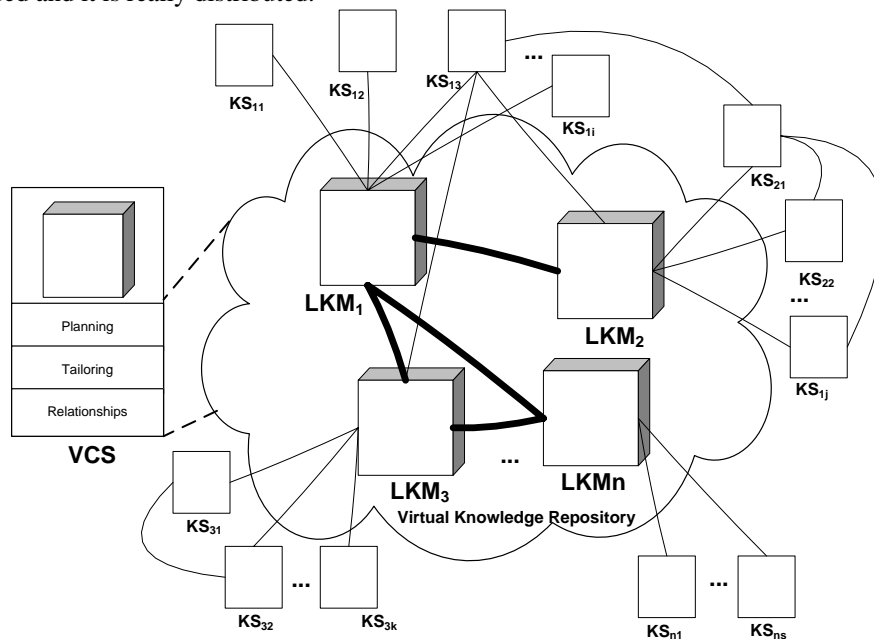 ed and it is really distributed.
KS11
KS12
KS13
...
KS1i
KS21
KS22
...
KS1j
LKM1
LKM2
Planning
Tailoring
Relationships
VCS
LKM3
...
LKMn
Virtual Knowledge Repository
KS31
KS32
...
KS3k
KSn1
...
KSns